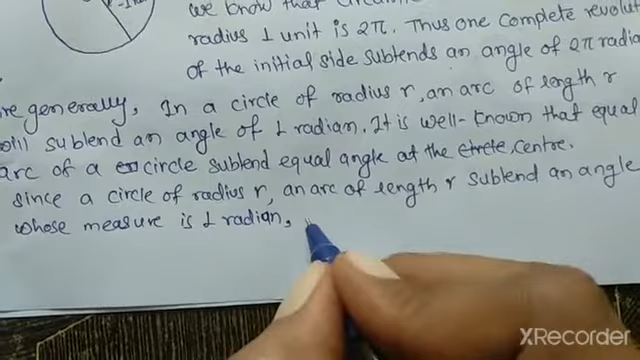 we know that circum
radius 1 unit is 2π. Thus one complete revolut
of the initial side subtends an angle of 2π radia
re generally, In a circle of radius r, an arc of length r
will sublend an angle of 1 radian. It is well-known that equal
arc of a circle sublend equal angle at the centre.
since a circle of radius r, an arc of length r sublend an angle
whose measure is 1 radian,
XRecorder